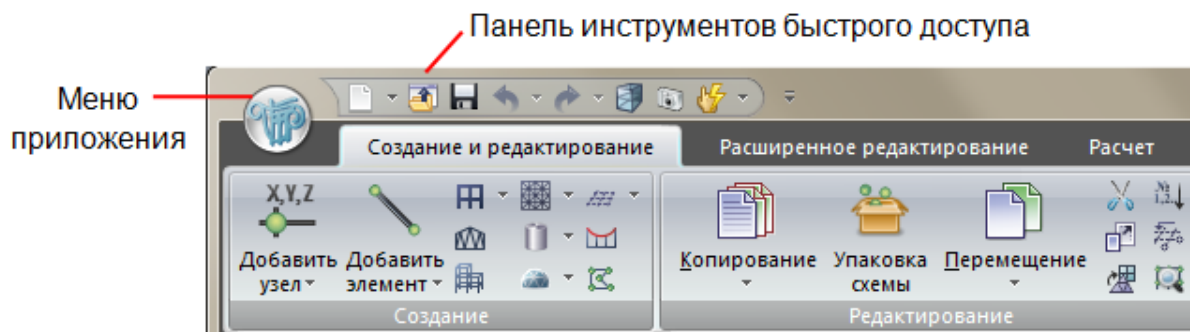 Панель инструментов быстрого доступа
Меню
приложения
Создание и редактирование
Расширенное редактирование
Расчет
X,Y,Z
Добавить
узел
Добавить
элемент
Копирование
Упаковка
схемы
Перемещение
Создание
Редактирование